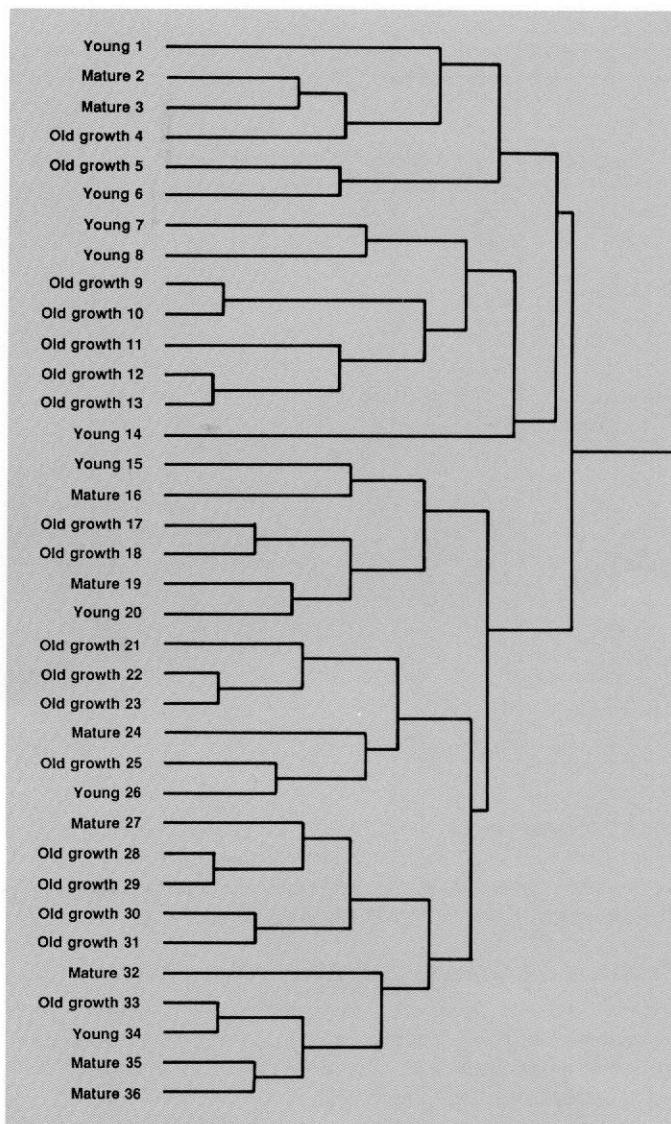 Young 1
Mature 2
Mature 3
Old growth 4
Old growth 5
Young 6
Young 7
Young 8
Old growth 9
Old growth 10
Old growth 11
Old growth 12
Old growth 13
Young 14
Young 15
Mature 16
Old growth 17
Old growth 18
Mature 19
Young 20
Old growth 21
Old growth 22
Old growth 23
Mature 24
Old growth 25
Young 26
Mature 27
Old growth 28
Old growth 29
Old growth 30
Old growth 31
Mature 32
Old growth 33
Young 34
Mature 35
Mature 36